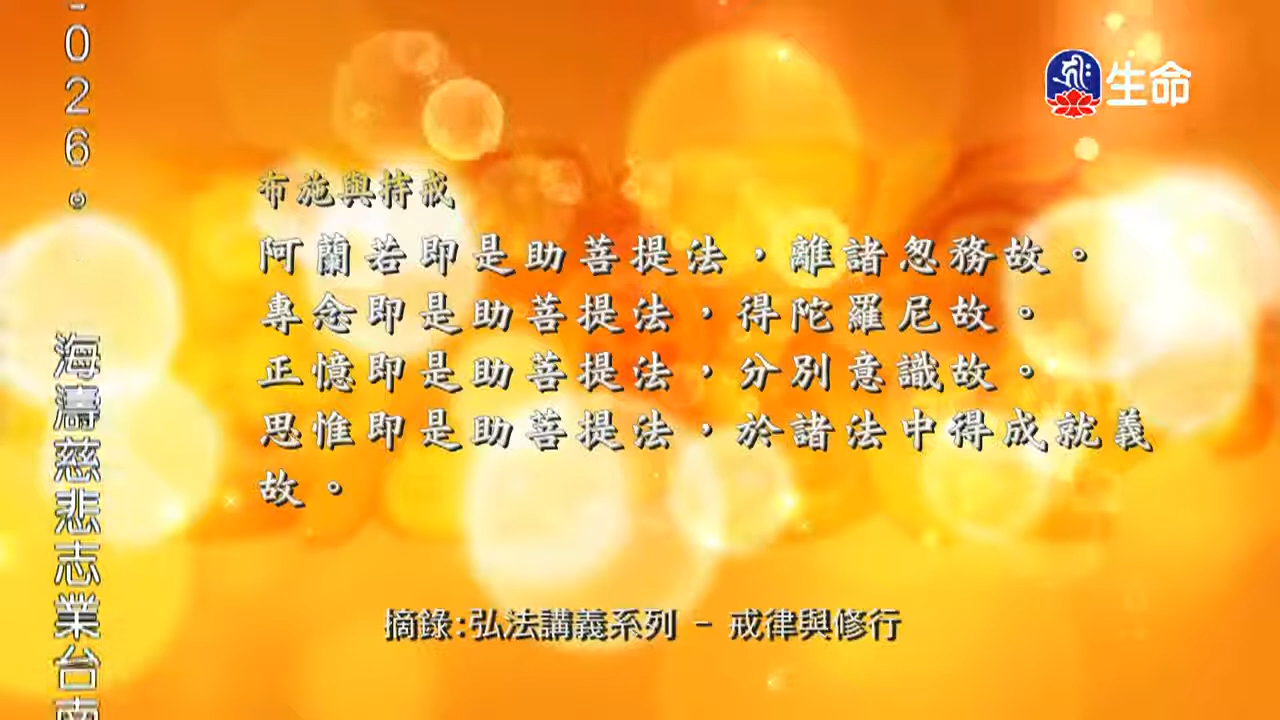 026。
海濤慈悲志業台南
生命
布施與持戒
阿蘭若即是助菩提法，離諸怱務故。
專念即是助菩提法，得陀羅尼故。
正憶即是助菩提法，分別意識故。
思惟即是助菩提法，於諸法中得成就義
故。
摘錄:弘法講義系列 - 戒律與修行